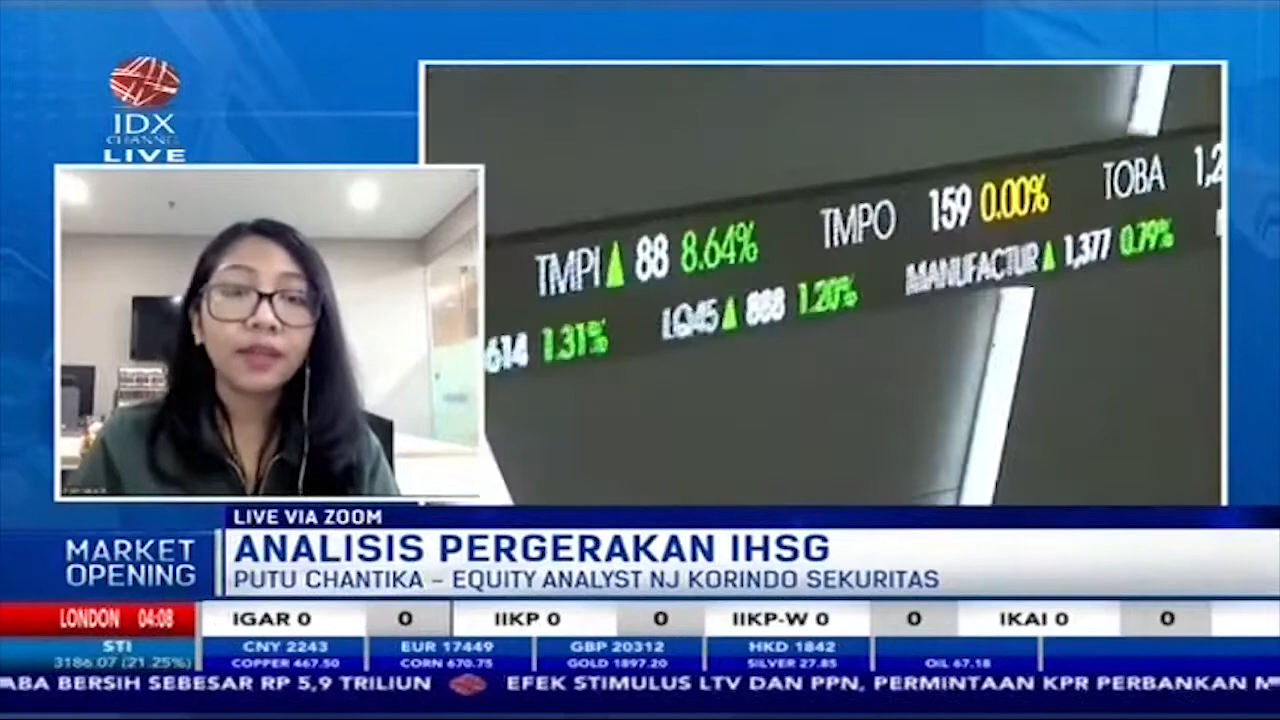 IDX
CHANNEL
LIVE
TMPI ▲ 88 8.64%
TMPO 159 0.00%
TOBA 1,2
614 1.31%
LQ45 ▲ 888 1.20%
MANUFACTUR ▲ 1,377 0.79%
LIVE VIA ZOOM
MARKET
OPENING
ANALISIS PERGERAKAN IHSG
PUTU CHANTIKA – EQUITY ANALYST NJ KORINDO SEKURITAS
LONDON 04:08
IGAR 0 0 IIKP 0 0 IIKP-W 0 0 IKAI 0 0
STI
3186.07 (21.25%)
CNY 2243 EUR 17449 GBP 20312 HKD 1842
COPPER 467.50 CORN 670.75 GOLD 1897.20 SILVER 27.85 OIL 67.18
ABA BERSIH SEBESAR RP 5,9 TRILIUN EFEK STIMULUS LTV DAN PPN, PERMINTAAN KPR PERBANKAN M